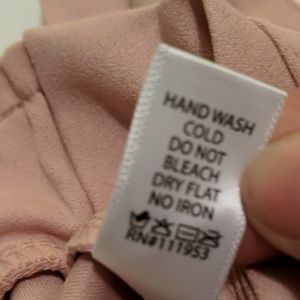 HAND WASH
COLD
DO NOT
BLEACH
DRY FLAT
NO IRON
RN#111953